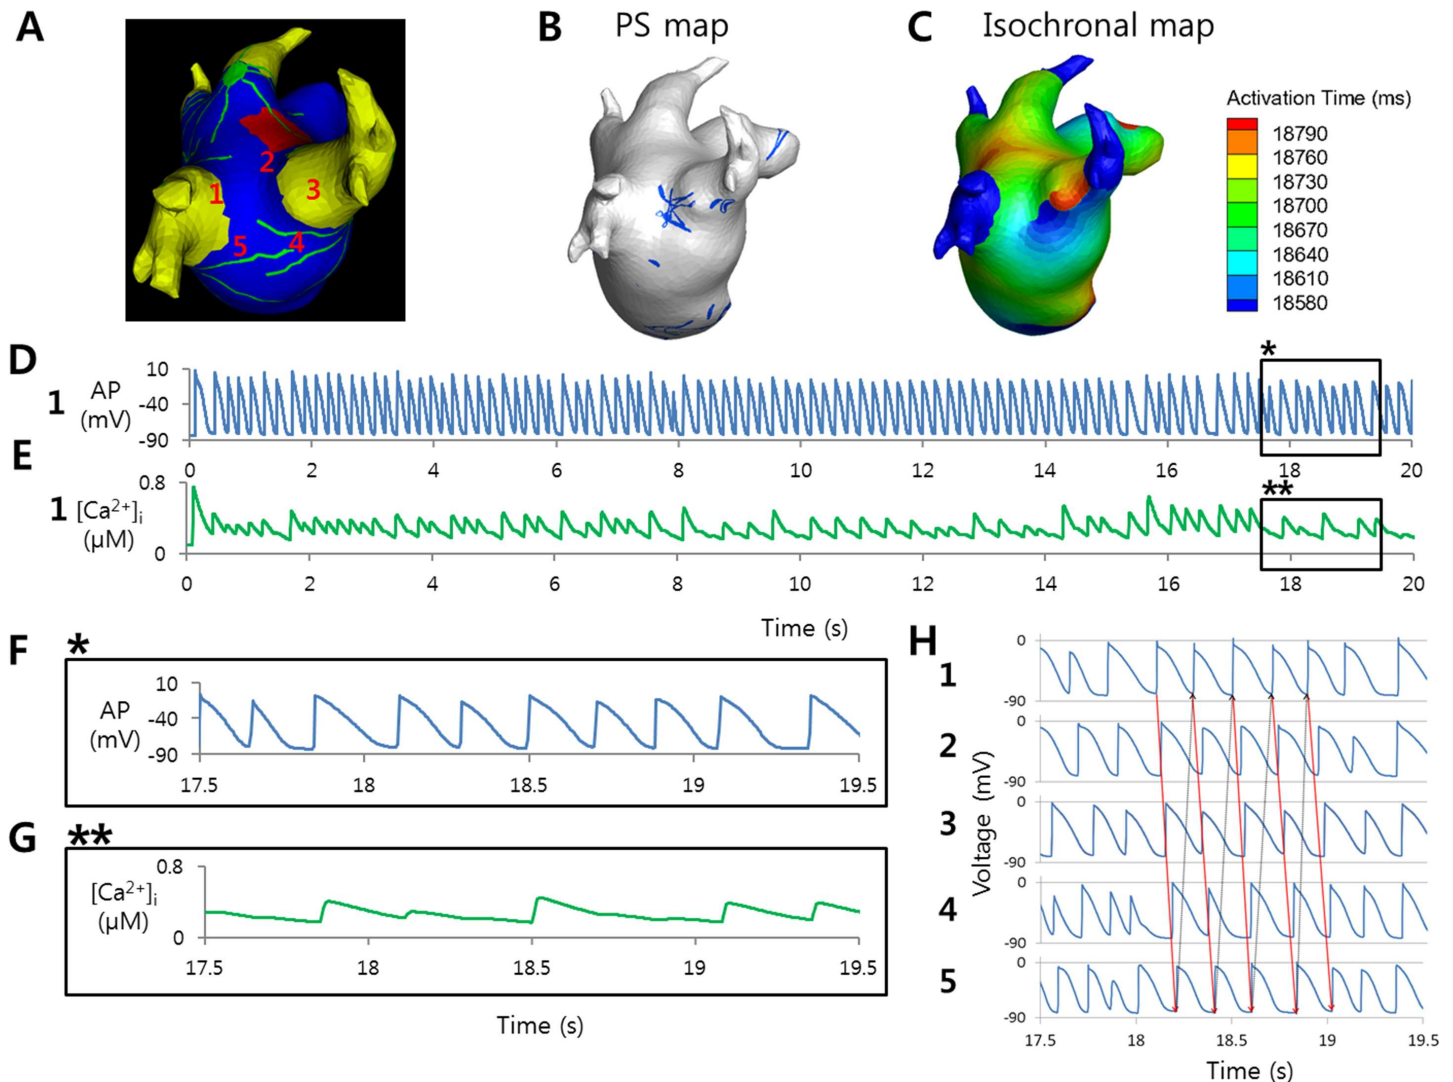 A
B PS map
C Isochronal map
1
2
3
4
5
Activation Time (ms)
18790
18760
18730
18700
18670
18640
18610
18580
D
1 AP
(mV)
10
-40
-90
*
0 2 4 6 8 10 12 14 16 18 20
E
1 [Ca²⁺]ᵢ
(μM)
0.8
0
**
0 2 4 6 8 10 12 14 16 18 20
Time (s)
F *
AP
(mV)
10
-40
-90
17.5 18 18.5 19 19.5
G **
[Ca²⁺]ᵢ
(μM)
0.8
0
17.5 18 18.5 19 19.5
Time (s)
H
Voltage (mV)
1
0
-90
2
0
-90
3
0
-90
4
0
-90
5
0
-90
17.5 18 18.5 19 19.5
Time (s)